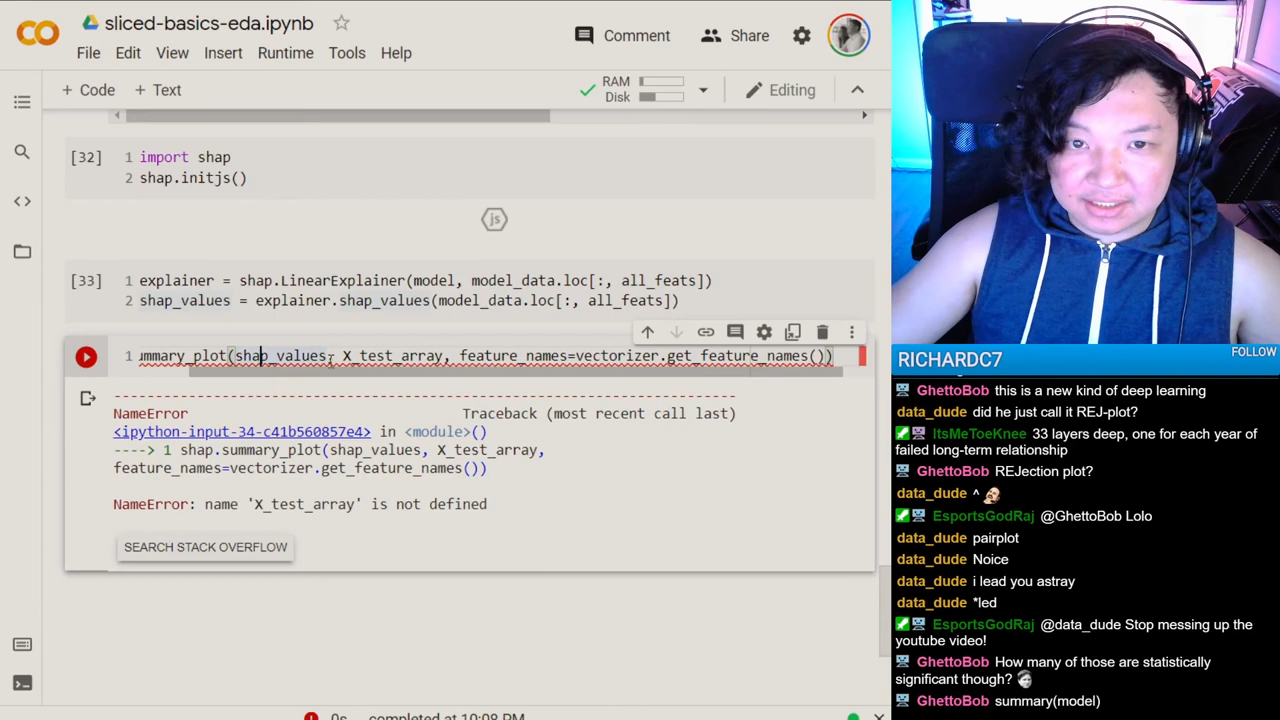 sliced-basics-eda.ipynb
File Edit View Insert Runtime Tools Help
Comment Share
+ Code + Text
RAM
Disk
Editing
[32]
1 import shap
2 shap.initjs()
js
[33]
1 explainer = shap.LinearExplainer(model, model_data.loc[:, all_feats])
2 shap_values = explainer.shap_values(model_data.loc[:, all_feats])
1 ummary_plot(shap_values, X_test_array, feature_names=vectorizer.get_feature_names())
---------------------------------------------------------------------------
NameError Traceback (most recent call last)
<ipython-input-34-c41b560857e4> in <module>()
----> 1 shap.summary_plot(shap_values, X_test_array,
feature_names=vectorizer.get_feature_names())
NameError: name 'X_test_array' is not defined
SEARCH STACK OVERFLOW
0s completed at 10:08 PM
RICHARDC7
FOLLOW
GhettoBob this is a new kind of deep learning
data_dude did he just call it REJ-plot?
ItsMeToeKnee 33 layers deep, one for each year of
failed long-term relationship
GhettoBob REJection plot?
data_dude ^
EsportsGodRaj @GhettoBob Lolo
data_dude pairplot
data_dude Noice
data_dude i lead you astray
data_dude *led
EsportsGodRaj @data_dude Stop messing up the
youtube video!
GhettoBob How many of those are statistically
significant though?
GhettoBob summary(model)